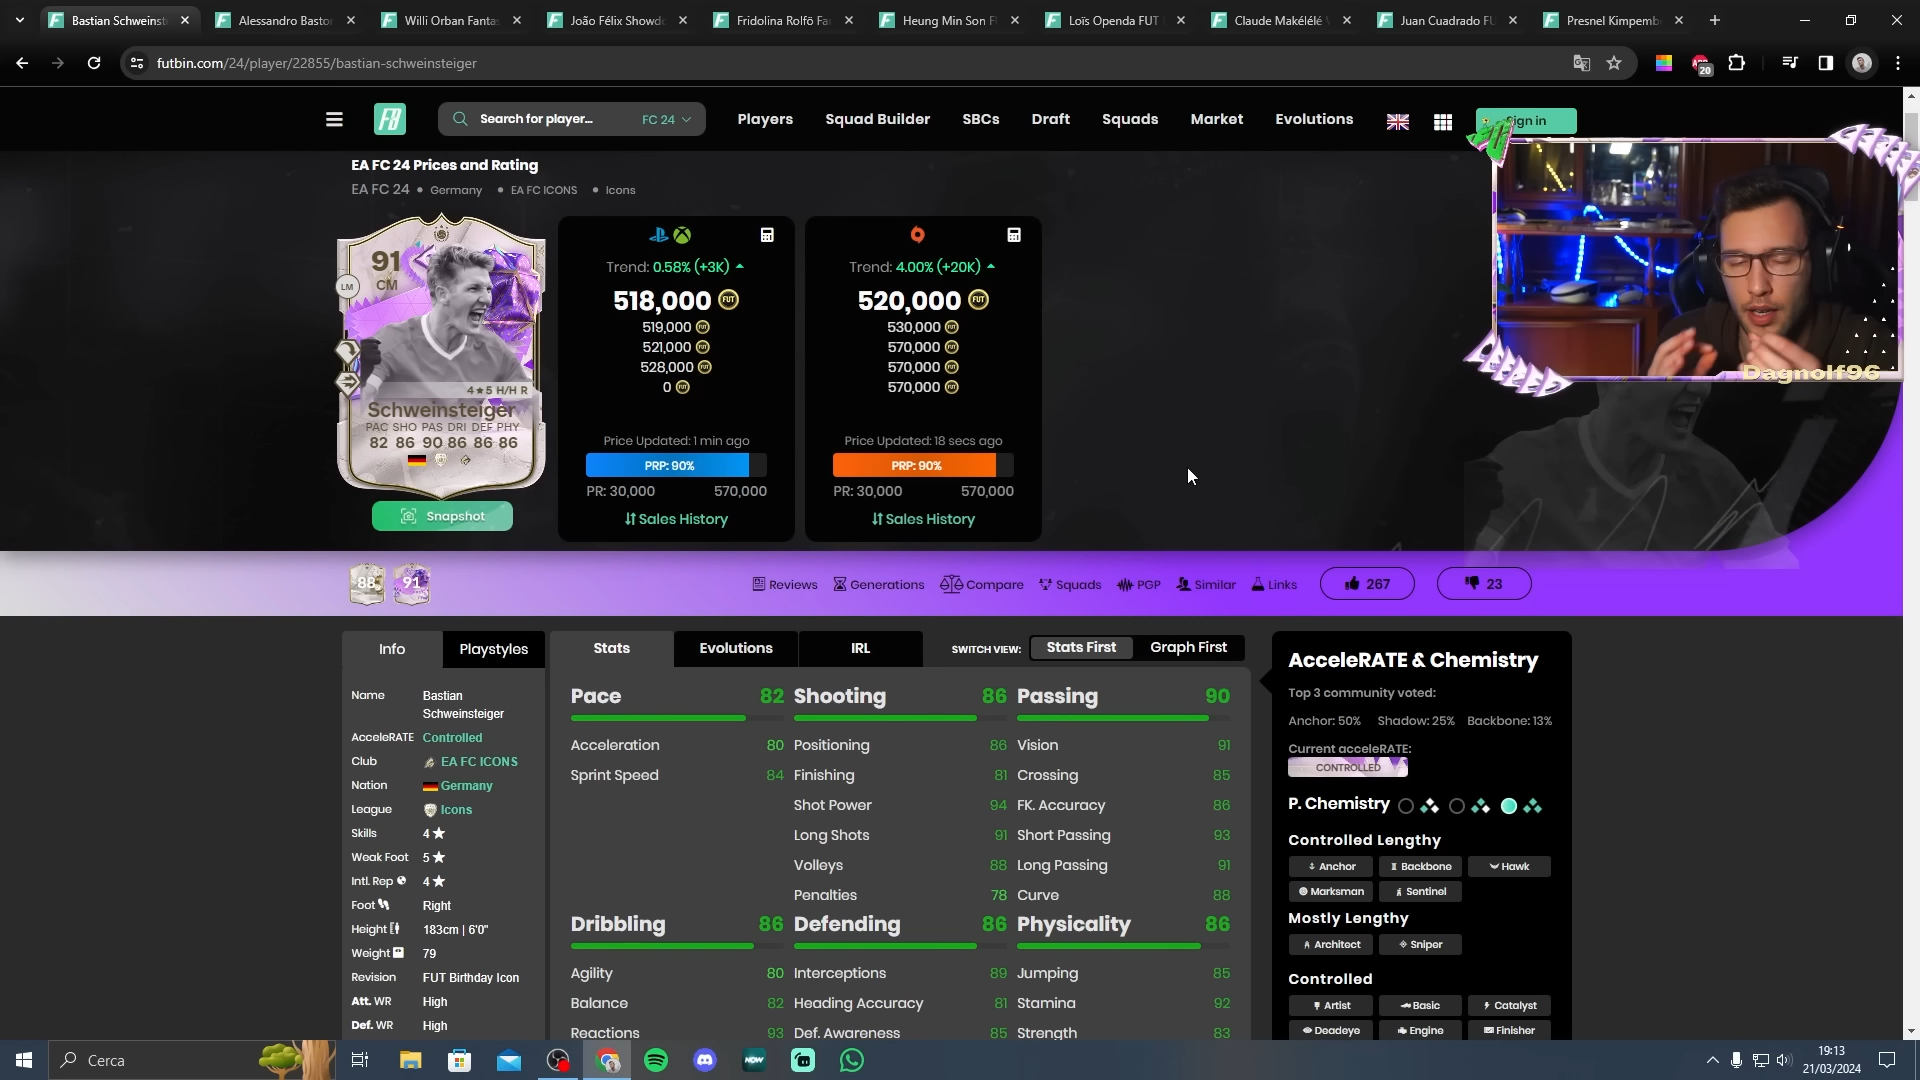 Bastian Schweinst
Alessandro Bastor
Willi Orban Fantas
João Félix Showd
Fridolina Rolfö Fa
Heung Min Son F
Loïs Openda FUT
Claude Makélélé
Juan Cuadrado FU
Presnel Kimpemb
futbin.com/24/player/22855/bastian-schweinsteiger
20
F8
Search for player...
FC 24
Players
Squad Builder
SBCs
Draft
Squads
Market
Evolutions
Sign in
EA FC 24 Prices and Rating
EA FC 24 • Germany • EA FC ICONS • Icons
91
CM
LM
4★5 H/H R
Schweinsteiger
PAC SHO PAS DRI DEF PHY
82 86 90 86 86 86
Snapshot
Trend: 0.58% (+3K)
518,000
519,000
521,000
528,000
0
Price Updated: 1 min ago
PRP: 90%
PR: 30,000 570,000
Sales History
Trend: 4.00% (+20K)
520,000
530,000
570,000
570,000
570,000
Price Updated: 18 secs ago
PRP: 90%
PR: 30,000 570,000
Sales History
Dagnolf96
88
91
Reviews
Generations
Compare
Squads
PGP
Similar
Links
267
23
Info
Playstyles
Name Bastian
Schweinsteiger
AcceleRATE Controlled
Club EA FC ICONS
Nation Germany
League Icons
Skills 4★
Weak Foot 5★
Intl. Rep 4★
Foot Right
Height 183cm | 6'0"
Weight 79
Revision FUT Birthday Icon
Att. WR High
Def. WR High
Stats
Evolutions
IRL
SWITCH VIEW:
Stats First
Graph First
Pace 82
Acceleration 80
Sprint Speed 84
Shooting 86
Positioning 86
Finishing 81
Shot Power 94
Long Shots 91
Volleys 88
Penalties 78
Passing 90
Vision 91
Crossing 85
FK. Accuracy 86
Short Passing 93
Long Passing 91
Curve 88
Dribbling 86
Agility 80
Balance 82
Reactions 93
Defending 86
Interceptions 89
Heading Accuracy 81
Def. Awareness 85
Physicality 86
Jumping 85
Stamina 92
Strength 83
AcceleRATE & Chemistry
Top 3 community voted:
Anchor: 50% Shadow: 25% Backbone: 13%
Current acceleRATE:
CONTROLLED
P. Chemistry
Controlled Lengthy
Anchor
Backbone
Hawk
Marksman
Sentinel
Mostly Lengthy
Architect
Sniper
Controlled
Artist
Basic
Catalyst
Deadeye
Engine
Finisher
Cerca
NOW
19:13
21/03/2024